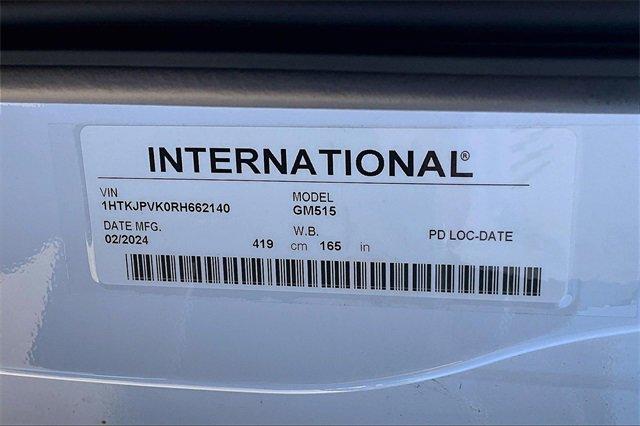 INTERNATIONAL®
VIN MODEL
1HTKJPVK0RH662140 GM515
DATE MFG. W.B. PD LOC-DATE
02/2024 419 cm 165 in